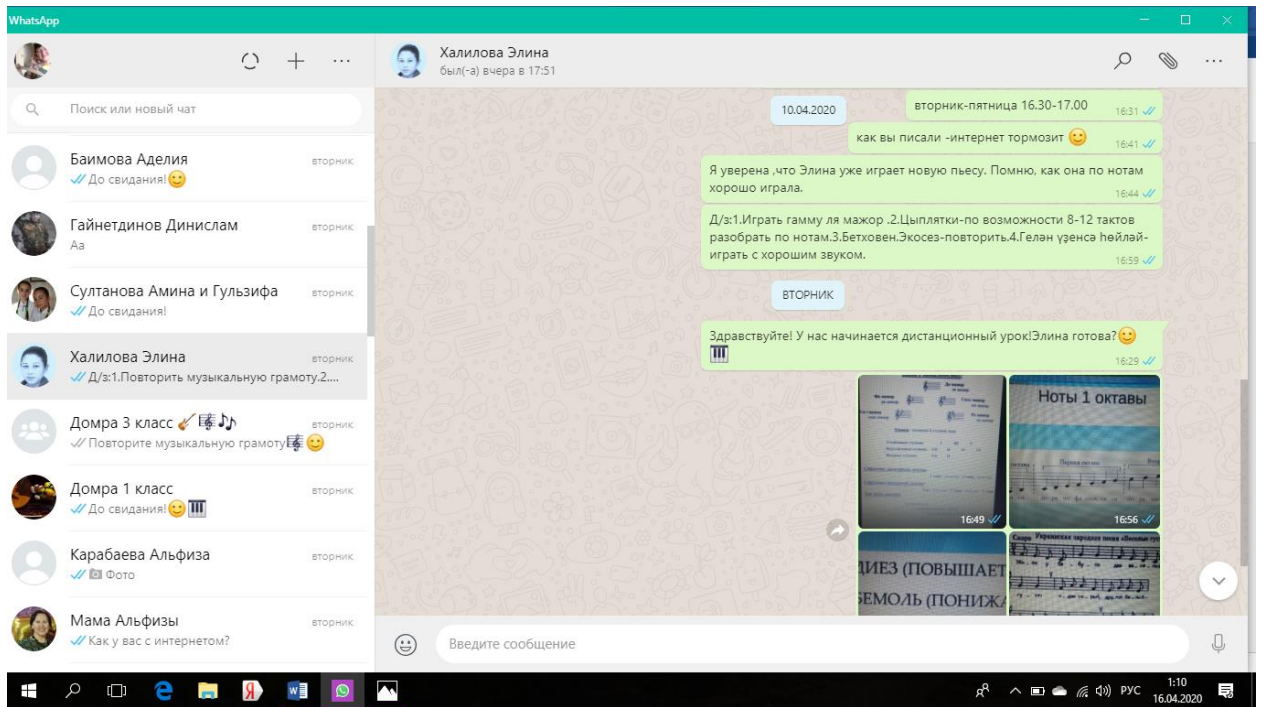 WhatsApp
Поиск или новый чат
Баимова Аделия
вторник
До свидания!
Гайнетдинов Динислам
вторник
Аа
Султанова Амина и Гульзифа
вторник
До свидания!
Халилова Элина
вторник
Д/з:1.Повторить музыкальную грамоту.2....
Домра 3 класс
вторник
Повторите музыкальную грамоту
Домра 1 класс
вторник
До свидания!
Карабаева Альфиза
вторник
Фото
Мама Альфизы
вторник
Как у вас с интернетом?
Халилова Элина
был(-а) вчера в 17:51
10.04.2020
вторник-пятница 16.30-17.00
16:31
как вы писали -интернет тормозит
16:41
Я уверена ,что Элина уже играет новую пьесу. Помню, как она по нотам
хорошо играла.
16:44
Д/з:1.Играть гамму ля мажор .2.Цыплятки-по возможности 8-12 тактов
разобрать по нотам.3.Бетховен.Экосез-повторить.4.Гелән үҙенсә һөйләй-
играть с хорошим звуком.
16:59
ВТОРНИК
Здравствуйте! У нас начинается дистанционный урок!Элина готова?
16:29
16:49
Ноты 1 октавы
16:56
ДИЕЗ (ПОВЫШАЕТ
БЕМОЛЬ (ПОНИЖА
Скоро Украинская народная песня «Веселые гус
Введите сообщение
РУС
1:10
16.04.2020